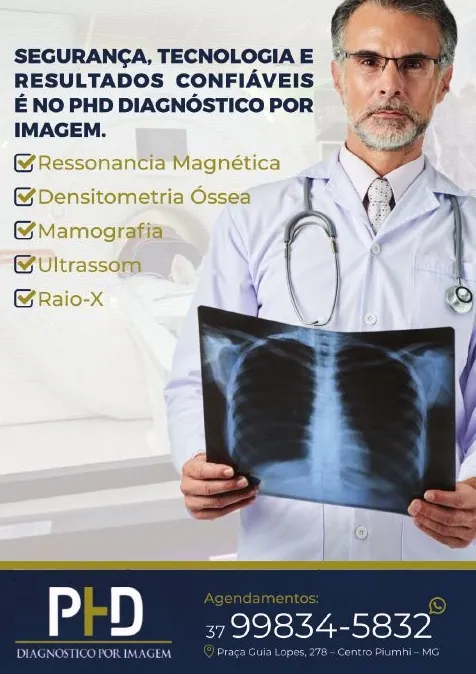 SEGURANÇA, TECNOLOGIA E
RESULTADOS CONFIÁVEIS
É NO PHD DIAGNÓSTICO POR
IMAGEM.
Ressonancia Magnética
Densitometria Óssea
Mamografia
Ultrassom
Raio-X
PHD
DIAGNOSTICO POR IMAGEM
Agendamentos:
37 99834-5832
Praça Guia Lopes, 278 – Centro Piumhi – MG